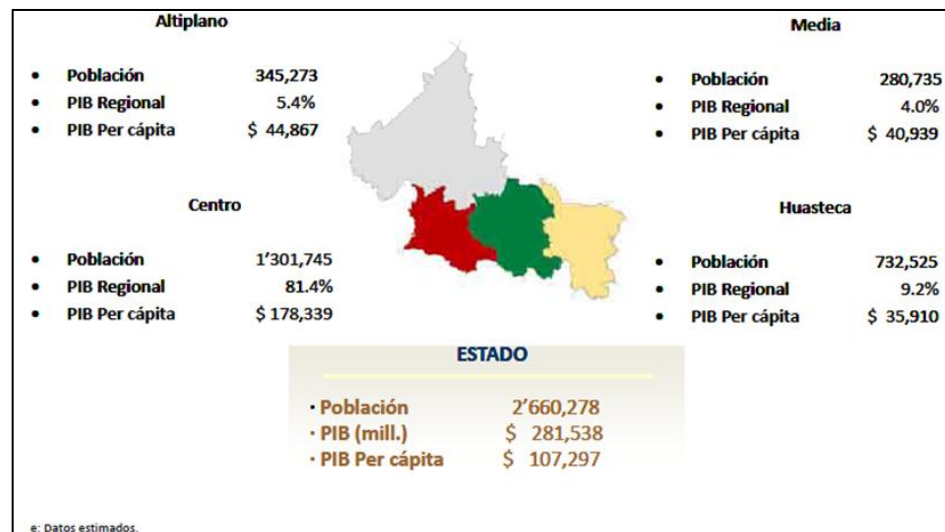 Altiplano
• Población 345,273
• PIB Regional 5.4%
• PIB Per cápita $ 44,867
Media
• Población 280,735
• PIB Regional 4.0%
• PIB Per cápita $ 40,939
Centro
• Población 1’301,745
• PIB Regional 81.4%
• PIB Per cápita $ 178,339
Huasteca
• Población 732,525
• PIB Regional 9.2%
• PIB Per cápita $ 35,910
ESTADO
· Población 2’660,278
· PIB (mill.) $ 281,538
· PIB Per cápita $ 107,297
e: Datos estimados.